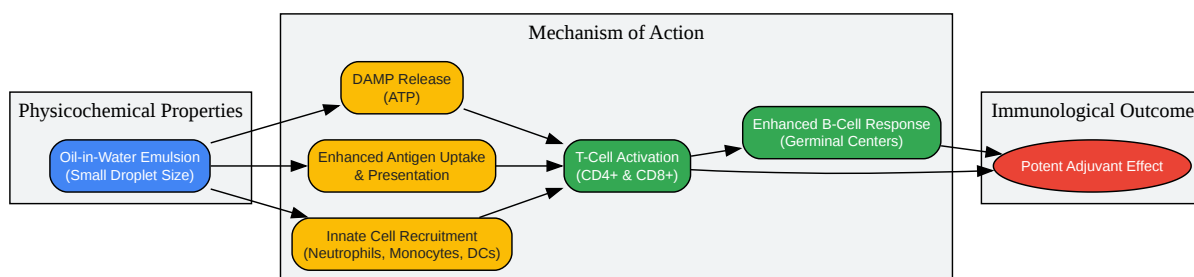 Mechanism of Action
Physicochemical Properties
Immunological Outcome
Oil-in-Water Emulsion
(Small Droplet Size)
DAMP Release
(ATP)
Enhanced Antigen Uptake
& Presentation
Innate Cell Recruitment
(Neutrophils, Monocytes, DCs)
T-Cell Activation
(CD4+ & CD8+)
Enhanced B-Cell Response
(Germinal Centers)
Potent Adjuvant Effect